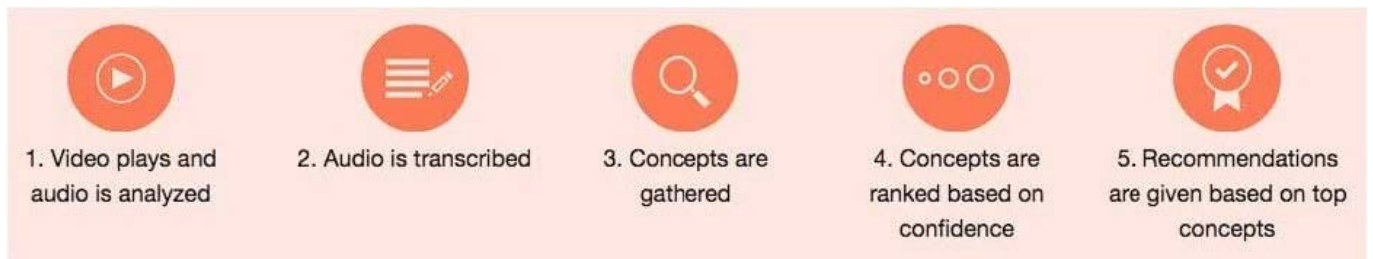 1. Video plays and
audio is analyzed
2. Audio is transcribed
3. Concepts are
gathered
4. Concepts are
ranked based on
confidence
5. Recommendations
are given based on top
concepts